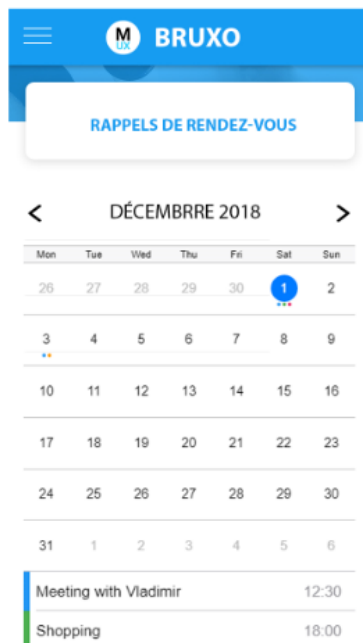 M
UX
BRUXO
RAPPELS DE RENDEZ-VOUS
< DÉCEMBRRE 2018 >
Mon Tue Wed Thu Fri Sat Sun
26 27 28 29 30 1 2
3 4 5 6 7 8 9
10 11 12 13 14 15 16
17 18 19 20 21 22 23
24 25 26 27 28 29 30
31 1 2 3 4 5 6
Meeting with Vladimir 12:30
Shopping 18:00